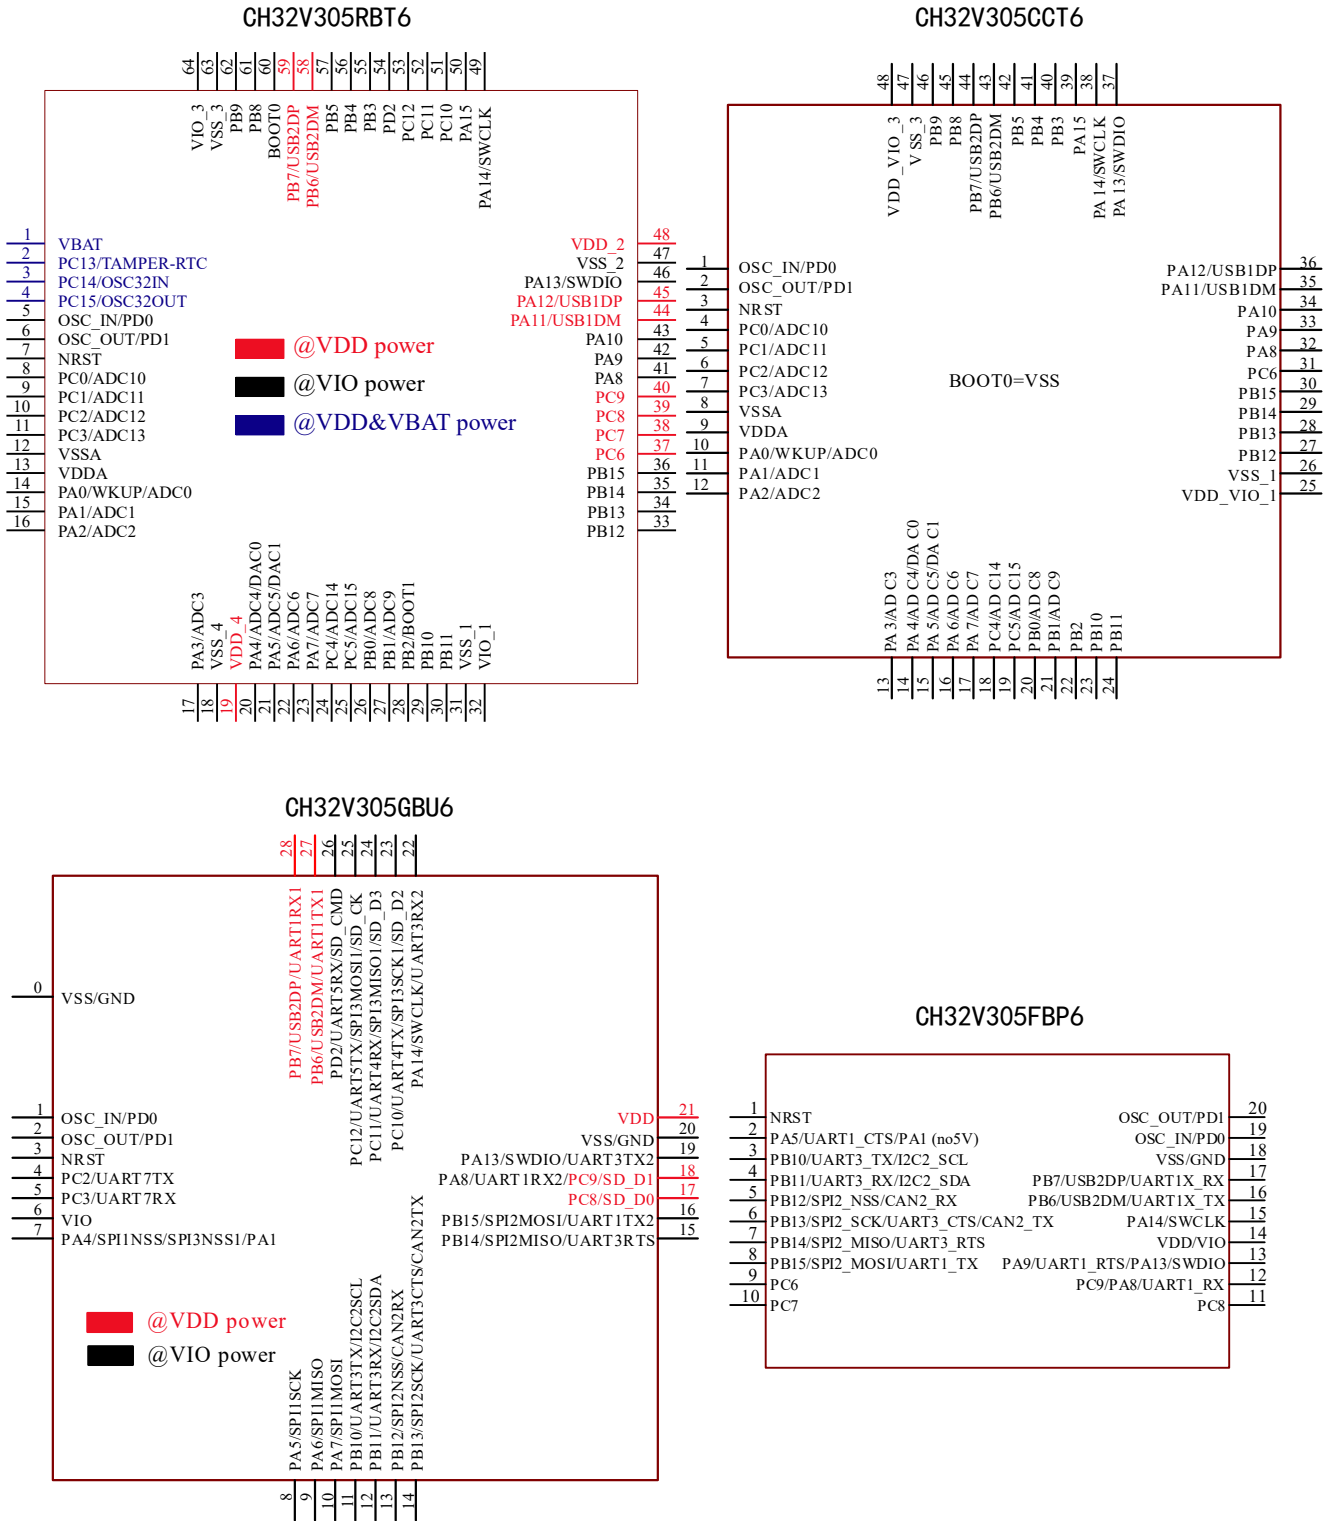 CH32V305RBT6
64
63
62
61
60
59
58
57
56
55
54
53
52
51
50
49
VIO_3
VSS_3
PB9
PB8
BOOT0
PB7/USB2DP
PB6/USB2DM
PB5
PB4
PB3
PD2
PC12
PC11
PC10
PA15
PA14/SWCLK
1 VBAT
2 PC13/TAMPER-RTC
3 PC14/OSC32IN
4 PC15/OSC32OUT
5 OSC_IN/PD0
6 OSC_OUT/PD1
7 NRST
8 PC0/ADC10
9 PC1/ADC11
10 PC2/ADC12
11 PC3/ADC13
12 VSSA
13 VDDA
14 PA0/WKUP/ADC0
15 PA1/ADC1
16 PA2/ADC2
@VDD power
@VIO power
@VDD&VBAT power
VDD_2 48
VSS_2 47
PA13/SWDIO 46
PA12/USB1DP 45
PA11/USB1DM 44
PA10 43
PA9 42
PA8 41
PC9 40
PC8 39
PC7 38
PC6 37
PB15 36
PB14 35
PB13 34
PB12 33
PA3/ADC3
VSS_4
VDD_4
PA4/ADC4/DAC0
PA5/ADC5/DAC1
PA6/ADC6
PA7/ADC7
PC4/ADC14
PC5/ADC15
PB0/ADC8
PB1/ADC9
PB2/BOOT1
PB10
PB11
VSS_1
VIO_1
17
18
19
20
21
22
23
24
25
26
27
28
29
30
31
32
CH32V305CCT6
48
47
46
45
44
43
42
41
40
39
38
37
VDD_VIO_3
VSS_3
PB9
PB8
PB7/USB2DP
PB6/USB2DM
PB5
PB4
PB3
PA15
PA14/SWCLK
PA13/SWDIO
1 OSC_IN/PD0
2 OSC_OUT/PD1
3 NRST
4 PC0/ADC10
5 PC1/ADC11
6 PC2/ADC12
7 PC3/ADC13
8 VSSA
9 VDDA
10 PA0/WKUP/ADC0
11 PA1/ADC1
12 PA2/ADC2
BOOT0=VSS
PA12/USB1DP 36
PA11/USB1DM 35
PA10 34
PA9 33
PA8 32
PC6 31
PB15 30
PB14 29
PB13 28
PB12 27
VSS_1 26
VDD_VIO_1 25
PA3/ADC3
PA4/ADC4/DAC0
PA5/ADC5/DAC1
PA6/ADC6
PA7/ADC7
PC4/ADC14
PC5/ADC15
PB0/ADC8
PB1/ADC9
PB2
PB10
PB11
13
14
15
16
17
18
19
20
21
22
23
24
CH32V305GBU6
28
27
26
25
24
23
22
PB7/USB2DP/UART1RX1
PB6/USB2DM/UART1TX1
PD2/UART5RX/SD_CMD
PC12/UART5TX/SPI3MOSI1/SD_CK
PC11/UART4RX/SPI3MISO1/SD_D3
PC10/UART4TX/SPI3SCK1/SD_D2
PA14/SWCLK/UART3RX2
0 VSS/GND
1 OSC_IN/PD0
2 OSC_OUT/PD1
3 NRST
4 PC2/UART7TX
5 PC3/UART7RX
6 VIO
7 PA4/SPI1NSS/SPI3NSS1/PA1
@VDD power
@VIO power
VDD 21
VSS/GND 20
PA13/SWDIO/UART3TX2 19
PA8/UART1RX2/PC9/SD_D1 18
PC8/SD_D0 17
PB15/SPI2MOSI/UART1TX2 16
PB14/SPI2MISO/UART3RTS 15
PA5/SPI1SCK
PA6/SPI1MISO
PA7/SPI1MOSI
PB10/UART3TX/I2C2SCL
PB11/UART3RX/I2C2SDA
PB12/SPI2NSS/CAN2RX
PB13/SPI2SCK/UART3CTS/CAN2TX
8
9
10
11
12
13
14
CH32V305FBP6
1 NRST
2 PA5/UART1_CTS/PA1 (no5V)
3 PB10/UART3_TX/I2C2_SCL
4 PB11/UART3_RX/I2C2_SDA
5 PB12/SPI2_NSS/CAN2_RX
6 PB13/SPI2_SCK/UART3_CTS/CAN2_TX
7 PB14/SPI2_MISO/UART3_RTS
8 PB15/SPI2_MOSI/UART1_TX
9 PC6
10 PC7
OSC_OUT/PD1 20
OSC_IN/PD0 19
VSS/GND 18
PB7/USB2DP/UART1X_RX 17
PB6/USB2DM/UART1X_TX 16
PA14/SWCLK 15
VDD/VIO 14
PA9/UART1_RTS/PA13/SWDIO 13
PC9/PA8/UART1_RX 12
PC8 11